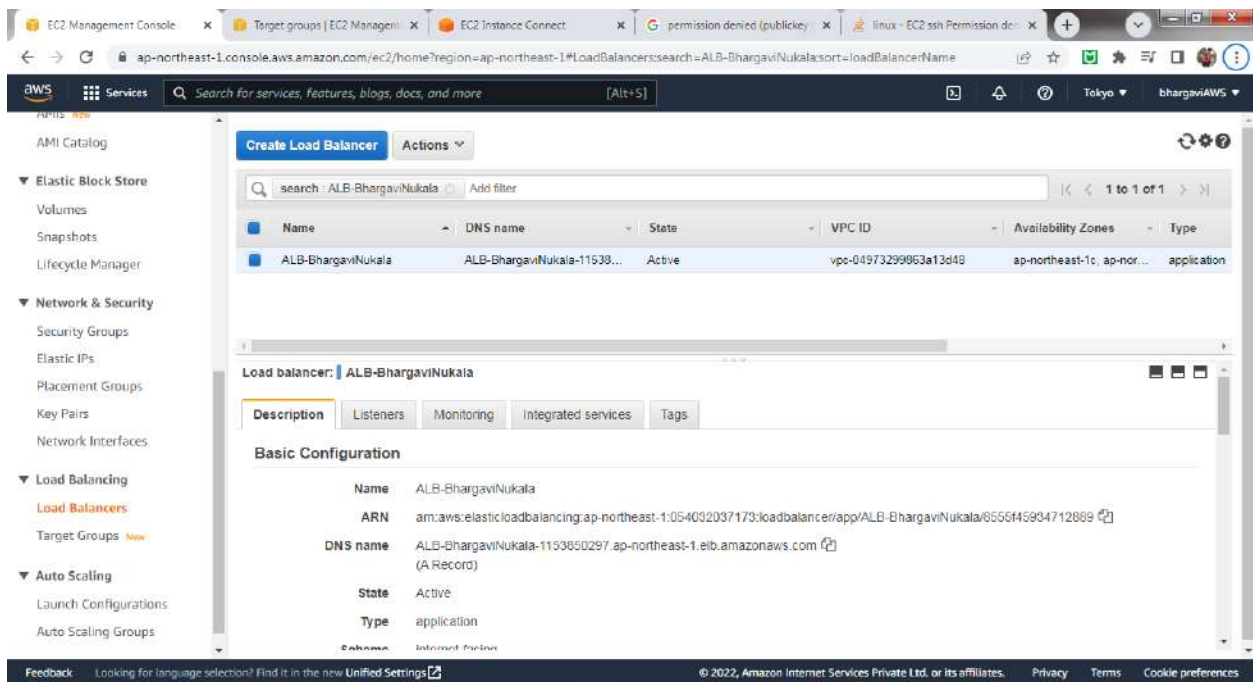 EC2 Management Console
Target groups | EC2 Managem
EC2 Instance Connect
permission denied (publickey
linux - EC2 ssh Permission der
ap-northeast-1.console.aws.amazon.com/ec2/home?region=ap-northeast-1#LoadBalancers:search=ALB-BhargaviNukala;sort=loadBalancerName
aws
Services
Search for services, features, blogs, docs, and more
[Alt+S]
Tokyo
bhargaviAWS
AMIs New
AMI Catalog
Elastic Block Store
Volumes
Snapshots
Lifecycle Manager
Network & Security
Security Groups
Elastic IPs
Placement Groups
Key Pairs
Network Interfaces
Load Balancing
Load Balancers
Target Groups New
Auto Scaling
Launch Configurations
Auto Scaling Groups
Create Load Balancer
Actions
search : ALB-BhargaviNukala
Add filter
1 to 1 of 1
Name DNS name State VPC ID Availability Zones Type
ALB-BhargaviNukala ALB-BhargaviNukala-11538... Active vpc-04973299863a13d48 ap-northeast-1c, ap-nor... application
Load balancer: ALB-BhargaviNukala
Description Listeners Monitoring Integrated services Tags
Basic Configuration
Name ALB-BhargaviNukala
ARN arn:aws:elasticloadbalancing:ap-northeast-1:054032037173:loadbalancer/app/ALB-BhargaviNukala/8555f45934712889
DNS name ALB-BhargaviNukala-1153850297.ap-northeast-1.elb.amazonaws.com
(A Record)
State Active
Type application
Scheme internet-facing
Feedback
Looking for language selection? Find it in the new Unified Settings
© 2022, Amazon Internet Services Private Ltd. or its affiliates.
Privacy
Terms
Cookie preferences